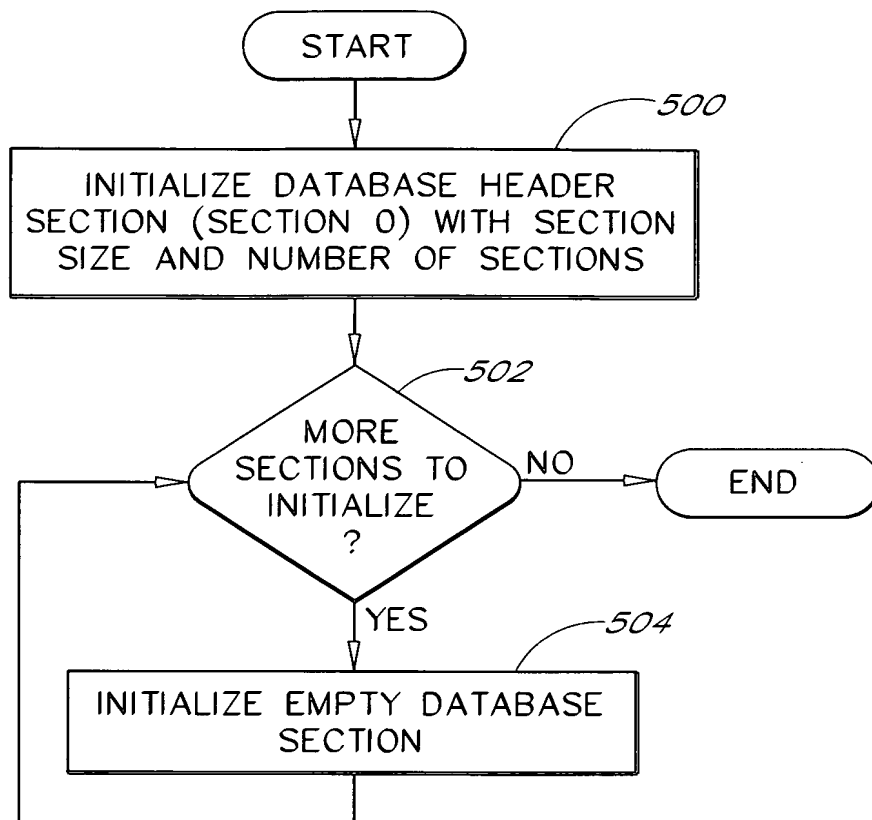 START
500
INITIALIZE DATABASE HEADER
SECTION (SECTION 0) WITH SECTION
SIZE AND NUMBER OF SECTIONS
502
MORE
SECTIONS TO
INITIALIZE
?
NO
END
YES
504
INITIALIZE EMPTY DATABASE
SECTION